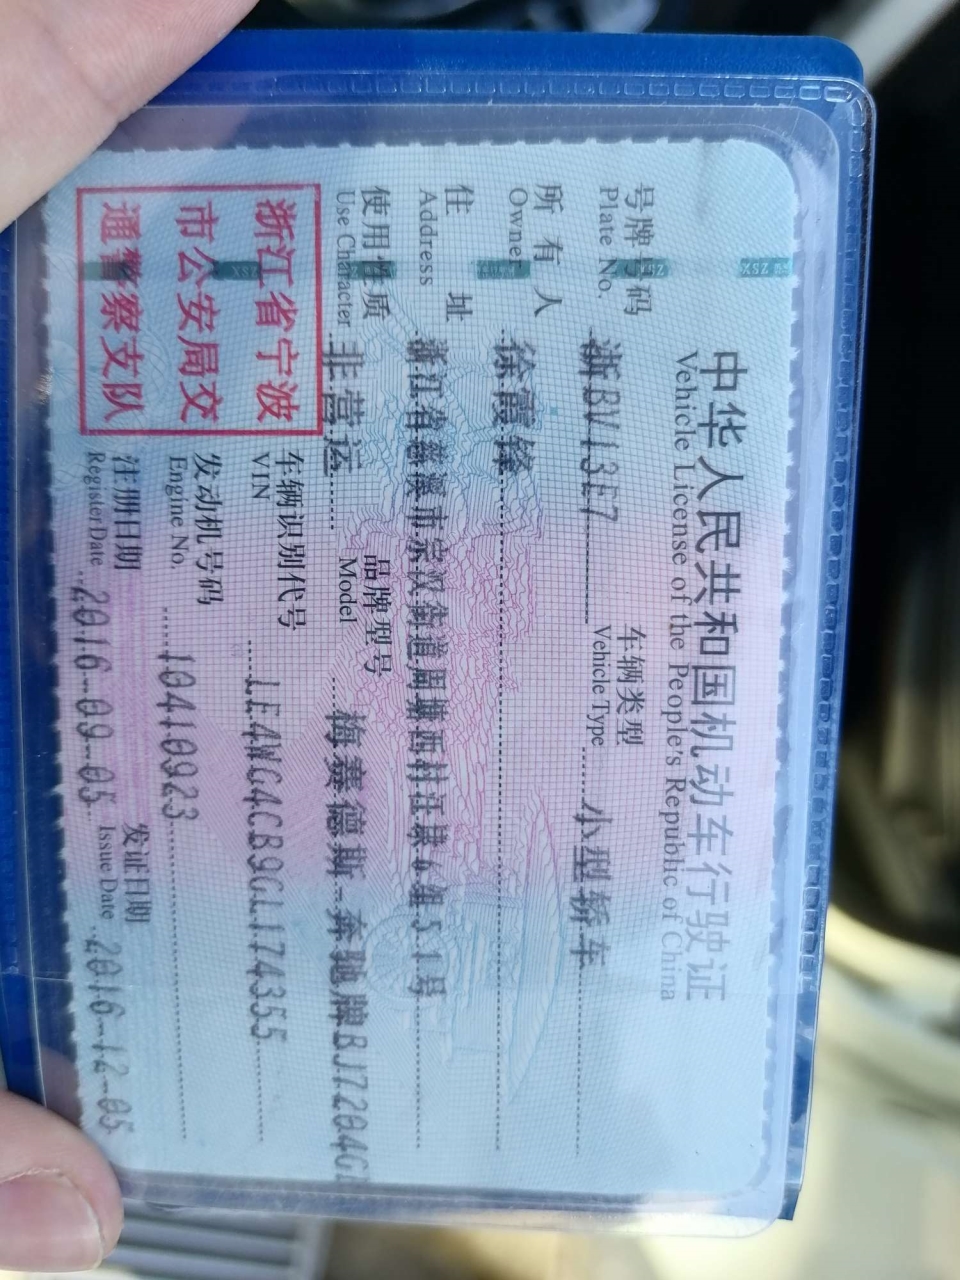 中华人民共和国机动车行驶证
Vehicle License of the People's Republic of China
号牌号码 浙BV13E7 车辆类型 小型轿车
Plate No. Vehicle Type
所有人 徐霞锋
Owner
住址 浙江省慈溪市宗汉街道周塘西村汪隶6组51号
Address
使用性质 非营运 品牌型号 梅赛德斯-奔驰牌BJ7204G
Use Character Model
浙江省宁波
市公安局交
通警察支队
车辆识别代号 LE4WG4CB9GL174355
VIN
发动机号码 10410923
Engine No.
注册日期 2016-09-05 发证日期 2016-12-05
Register Date Issue Date